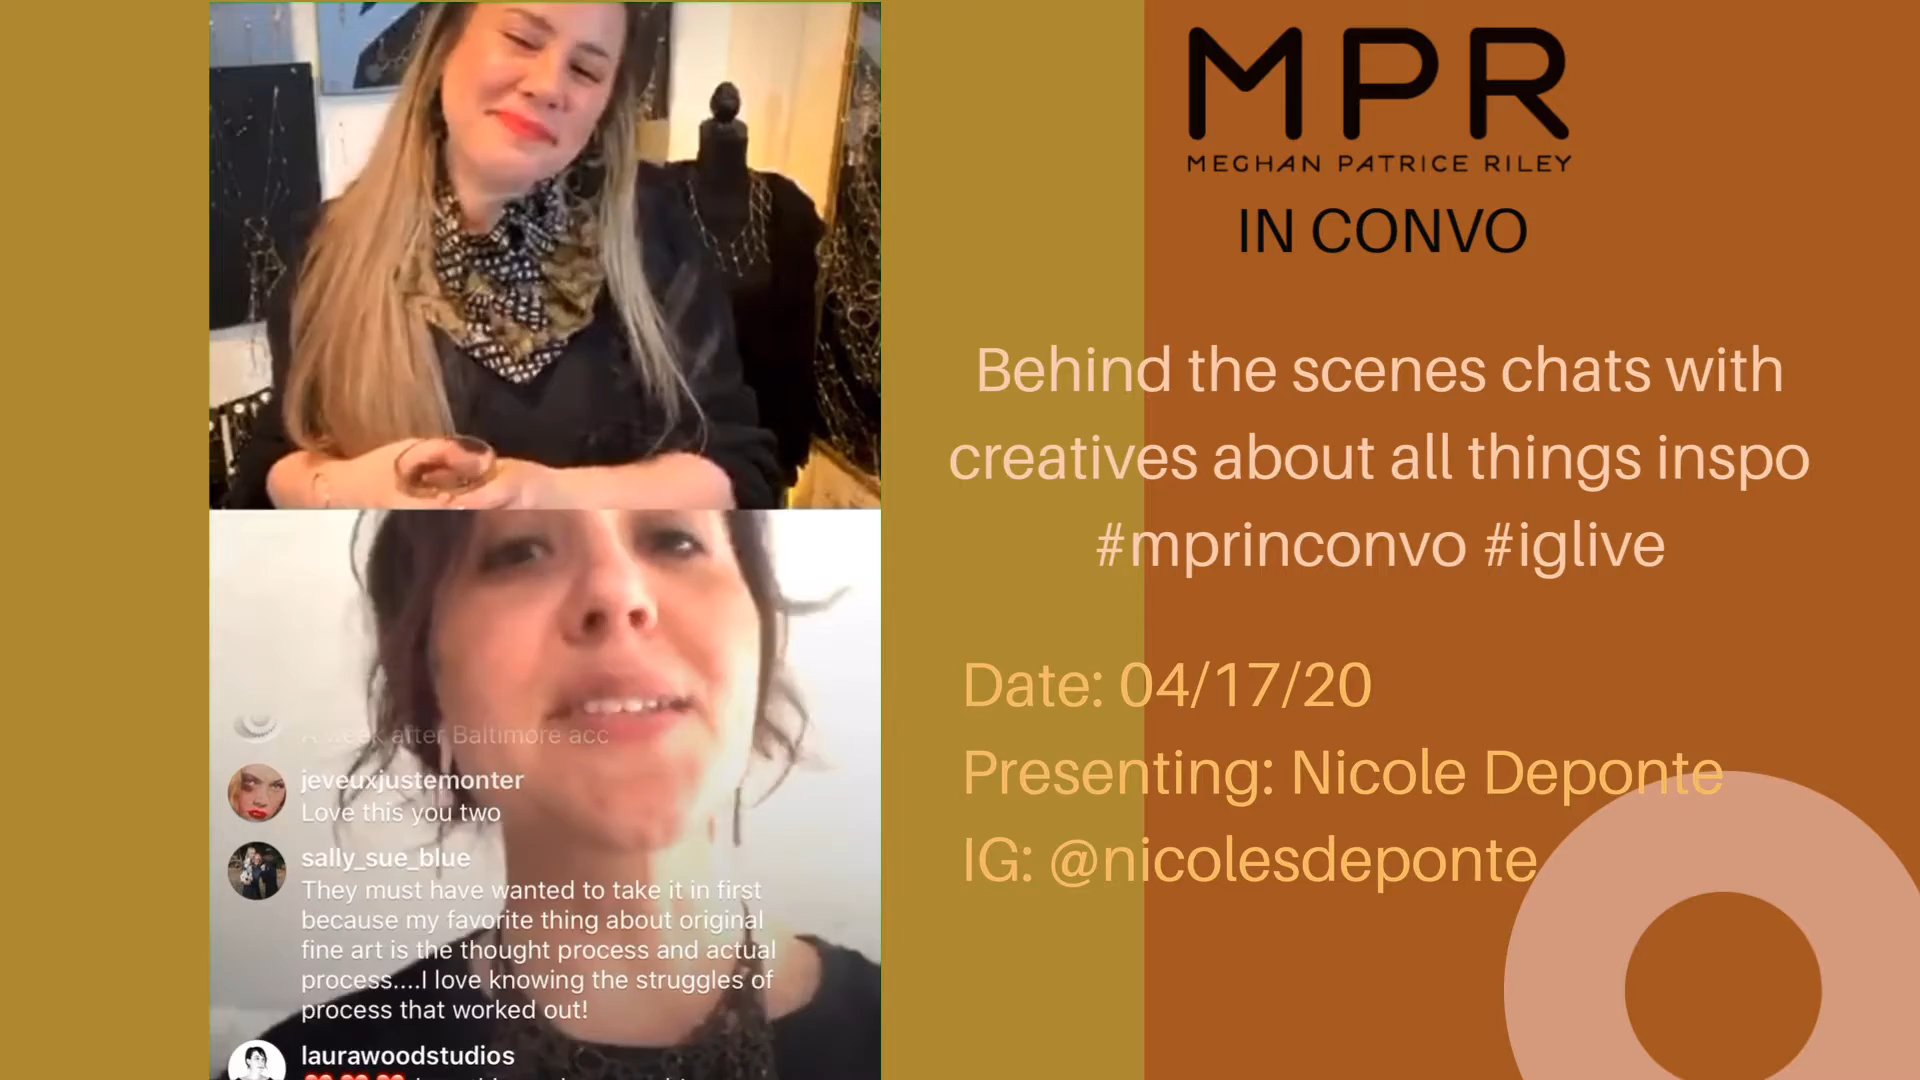 MPR
MEGHAN PATRICE RILEY
IN CONVO
Behind the scenes chats with
creatives about all things inspo
#mprinconvo #iglive
Date: 04/17/20
Presenting: Nicole Deponte
IG: @nicolesdeponte
A week after Baltimore acc
jeveuxjustemonter
Love this you two
sally_sue_blue
They must have wanted to take it in first
because my favorite thing about original
fine art is the thought process and actual
process....I love knowing the struggles of
process that worked out!
laurawoodstudios